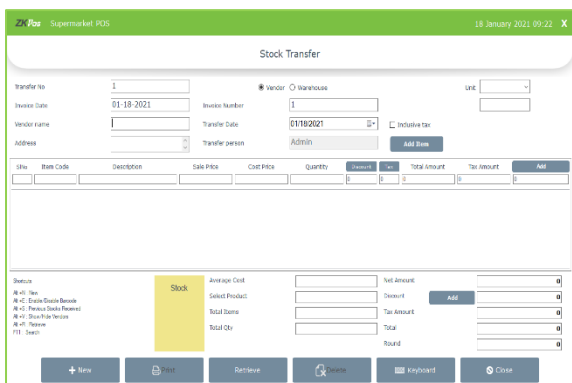 ZKPos Supermarket POS 18 January 2021 09:22 X
Stock Transfer
Transfer No 1 Vendor Warehouse Unit
Invoice Date 01-18-2021 Invoice Number 1
Vendor name Transfer Date 01/18/2021 Inclusive tax
Address Transfer person Admin Add Item
Slno Item Code Description Sale Price Cost Price Quantity Discount Tax Total Amount Tax Amount Add
0 0 0 0 0
Shortcuts
Alt+N : New
Alt+E : Enable/Disable Barcode
Alt+S : Previous Stocks Received
Alt+V : Show/Hide Vendors
Alt+R : Retrieve
F11 : Search
Stock
Average Cost Net Amount 0
Select Product Discount Add 0
Total Items Tax Amount 0
Total Qty Total 0
Round 0
+ New Print Retrieve Delete Keyboard Close